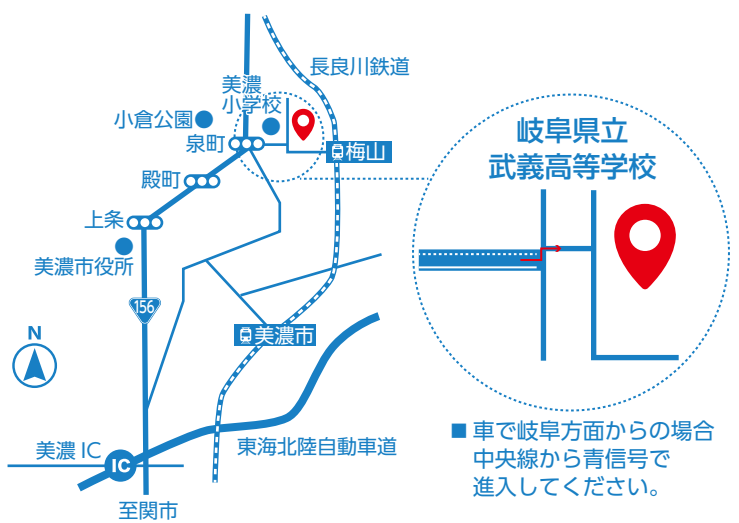 長良川鉄道
美濃
小学校
小倉公園
泉町
梅山
殿町
上条
美濃市役所
156
美濃市
N
美濃 IC
IC
東海北陸自動車道
至関市
岐阜県立
武義高等学校
■ 車で岐阜方面からの場合
中央線から青信号で
進入してください。